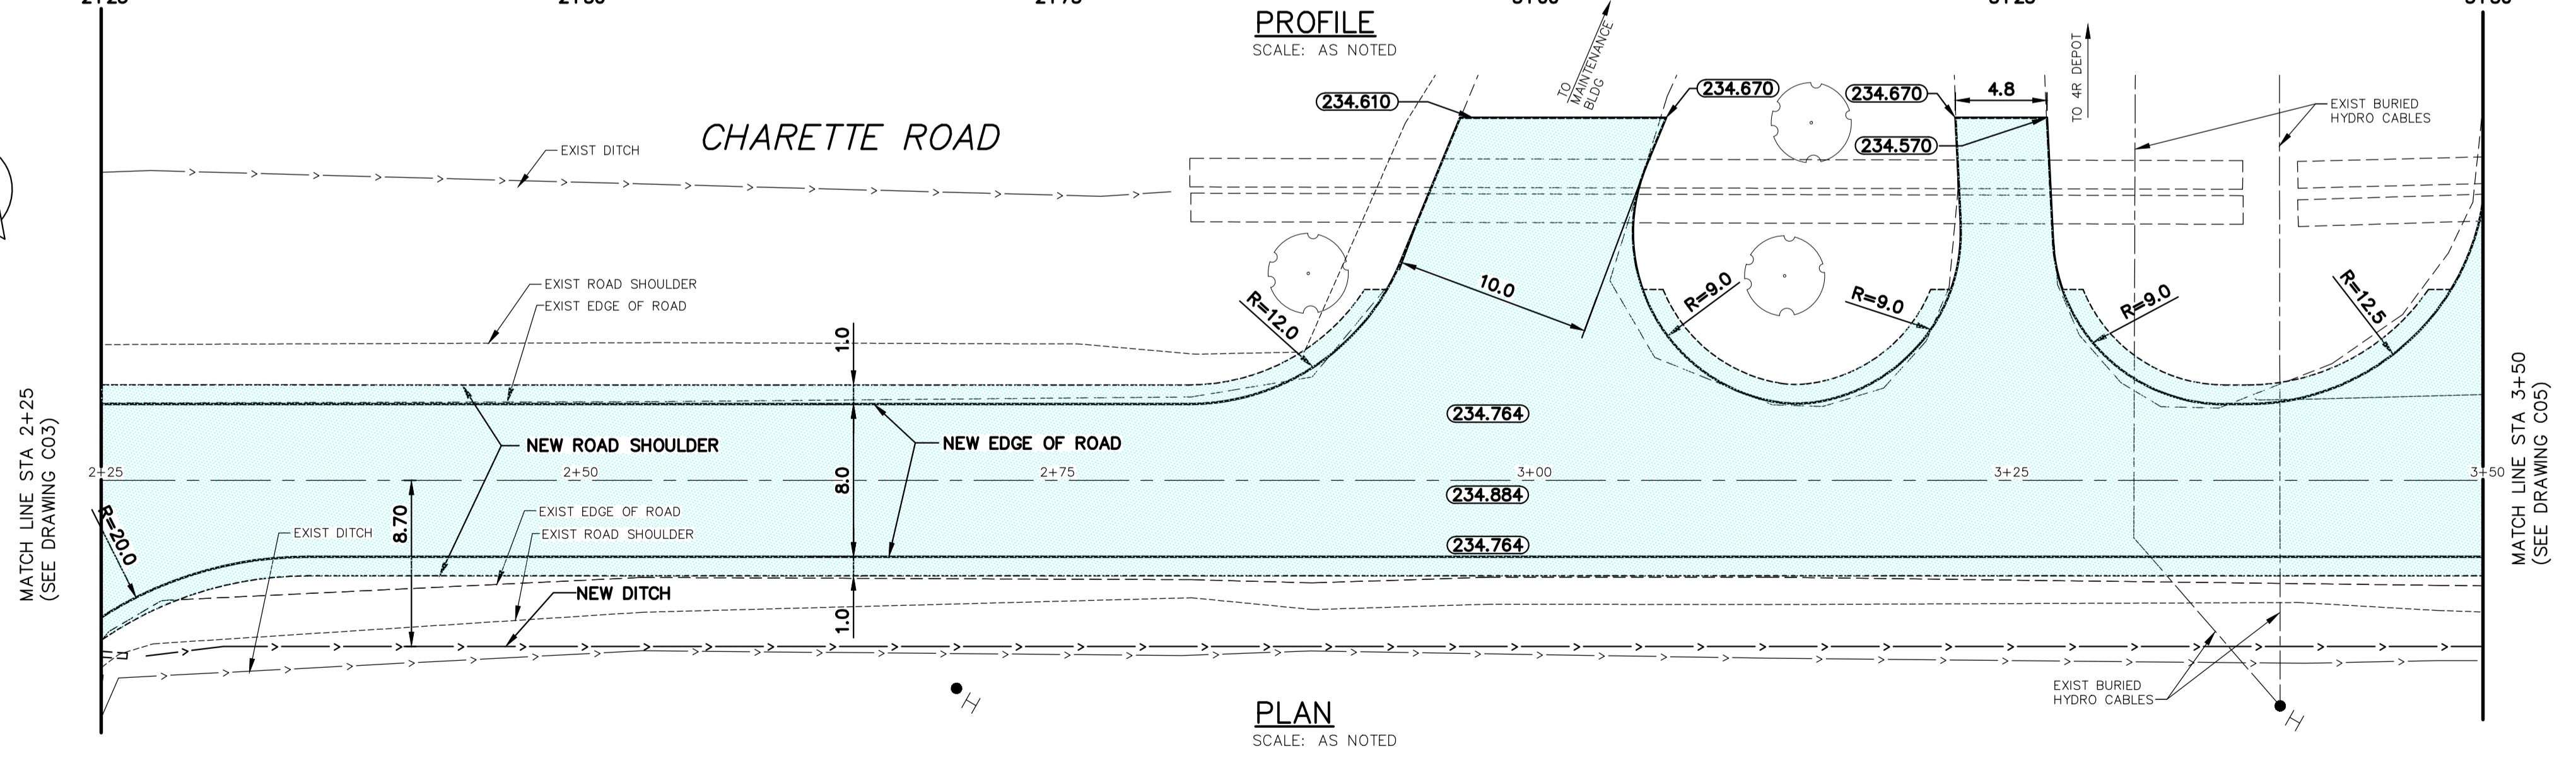 PROFILE
SCALE: AS NOTED
TO
MAINTENANCE
BLDG
TO 4R DEPOT
234.610
234.670
234.670
4.8
234.570
EXIST BURIED
HYDRO CABLES
CHARETTE ROAD
EXIST DITCH
EXIST ROAD SHOULDER
EXIST EDGE OF ROAD
1.0
R=12.0
10.0
R=9.0
R=9.0
R=9.0
R=12.5
MATCH LINE STA 2+25
(SEE DRAWING C03)
NEW ROAD SHOULDER
NEW EDGE OF ROAD
234.764
MATCH LINE STA 3+50
(SEE DRAWING C05)
2+25
2+50
2+75
3+00
3+25
3+50
8.0
234.884
R=20.0
8.70
EXIST DITCH
EXIST EDGE OF ROAD
EXIST ROAD SHOULDER
234.764
NEW DITCH
1.0
H
EXIST BURIED
HYDRO CABLES
H
PLAN
SCALE: AS NOTED